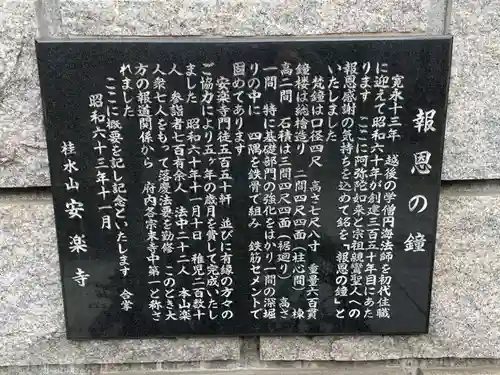 報恩の鐘
寛永十三年 越後の学僧円海法師を初代住職
に迎えて昭和六十年が創建三百五十年目にあた
ります ここに阿弥陀如来と宗祖親鸞聖人への
報恩感謝の気持ちを込めて銘と「報恩の鐘」と
いたしました
梵鐘は口径四尺 高さ七尺八寸 重量六百貫
鐘楼は総檜造り 二間四尺四面(柱心間) 棟
高二間 石積は三間四尺四面(裾廻り) 高さ
一間 特に基礎部門の強化をはかり一間の深堀
りの中に 四隅を鉄骨で組み 鉄筋セメントで
固めてあります
安楽寺門徒五百五十軒 並びに有縁の方々の
ご協力により五ヶ年の歳月を費して完成いたし
ました 昭和六十年十一月十日 稚児二百数十
人 参詣者七百有余人 法中二十二人 本山楽
人衆七人をもって落慶法要を勤修 このとき大
方の報道関係から 府内各宗単寺中第一と称さ
れました
ここに概要を記し記念といたします 合掌
昭和六十三年十一月
桂水山 安楽寺